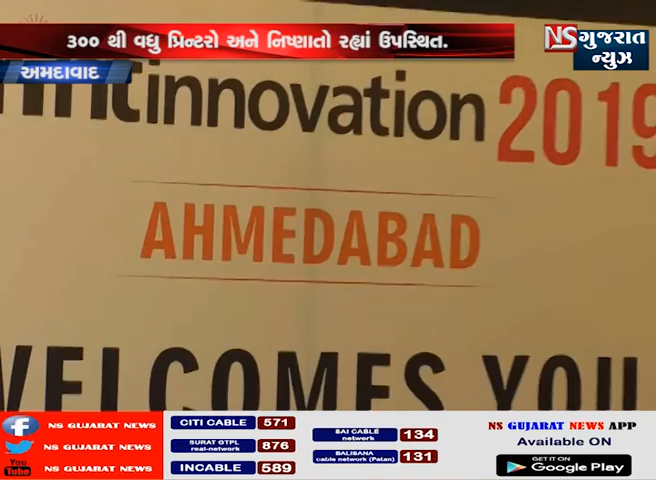 ૩૦૦ થી વધુ પ્રિન્ટરો અને નિષ્ણાતો રહ્યાં ઉપસ્થિત.
NS ગુજરાત
ન્યુઝ
અમદાવાદ
innovation 2019
AHMEDABAD
WELCOMES YOU
NS GUJARAT NEWS
NS GUJARAT NEWS
You Tube NS GUJARAT NEWS
CITI CABLE 571
SURAT GTPL real-network 876
INCABLE 589
SAI CABLE network 134
BALISANA cable network (Patan) 131
NS GUJARAT NEWS APP
Available ON
GET IT ON
Google Play